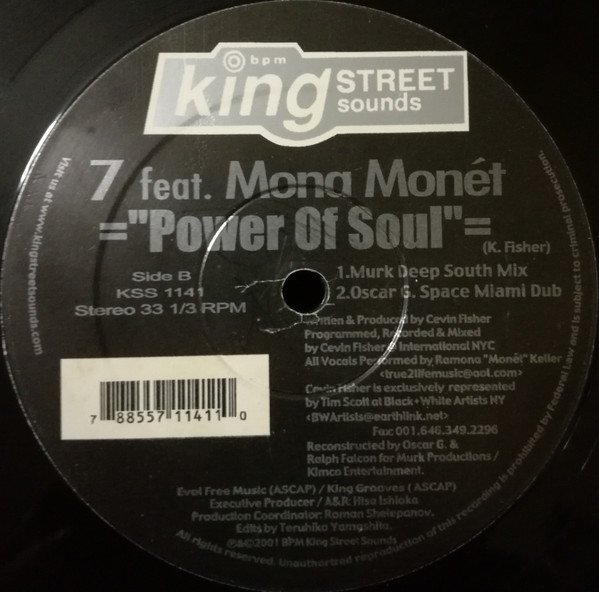 bpm
king STREET
sounds
7 feat. Mona Monét
="Power Of Soul"=
(K. Fisher)
Side B
KSS 1141
Stereo 33 1/3 RPM
1.Murk Deep South Mix
2.Oscar G. Space Miami Dub
Written & Produced by Cevin Fisher
Programmed, Recorded & Mixed
by Cevin Fisher @ International NYC
All Vocals Performed by Ramona "Monét" Keller
<true2lifemusic@aol.com>
Cevin Fisher is exclusively represented
by Tim Scott at Black+White Artists NY
<BWArtists@earthlink.net>
Fax: 001.646.349.2296
Reconstructed by Oscar G. &
Ralph Falcon for Murk Productions /
Kimco Entertainment.
7 88557 11411 0
Evol Free Music (ASCAP) / King Grooves (ASCAP)
Executive Producer / A&R: Hisa Ishioka
Production Coordinator: Roman Shelepanov.
Edits by Teruhiko Yamashita.
℗&©2001 BPM King Street Sounds
Visit us at www.kingstreetsounds.com.
All rights reserved. Unauthorized reproduction of this recording is prohibited by Federal Law and is subject to criminal prosecution.